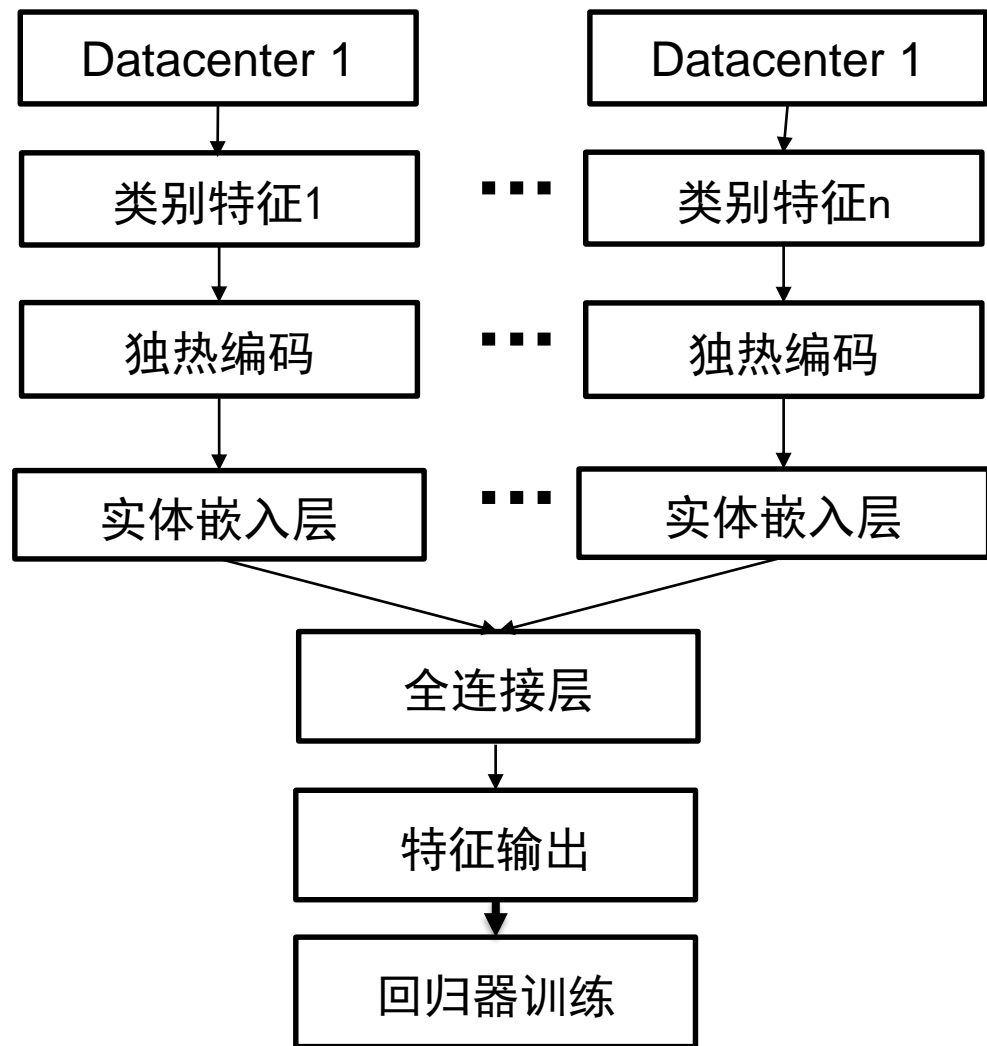 Datacenter 1
Datacenter 1
类别特征1
...
类别特征n
独热编码
...
独热编码
实体嵌入层
...
实体嵌入层
全连接层
特征输出
回归器训练